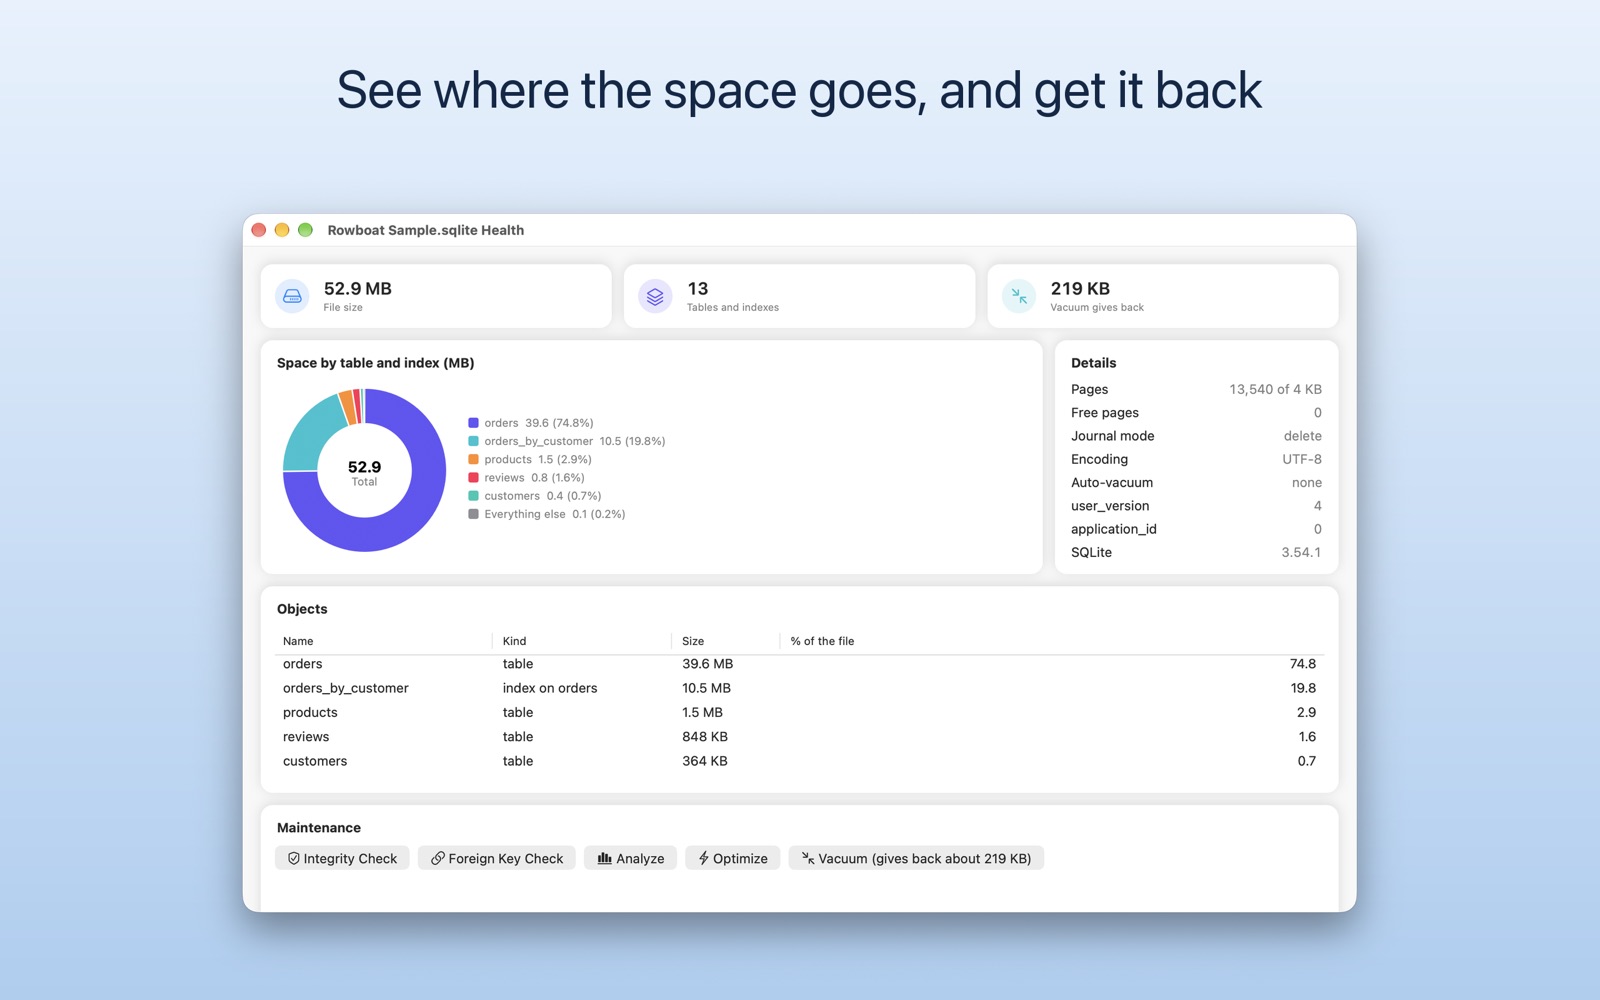 See where the space goes, and get it back
Rowboat Sample.sqlite Health
52.9 MB
File size
13
Tables and indexes
219 KB
Vacuum gives back
Space by table and index (MB)
52.9
Total
orders 39.6 (74.8%)
orders_by_customer 10.5 (19.8%)
products 1.5 (2.9%)
reviews 0.8 (1.6%)
customers 0.4 (0.7%)
Everything else 0.1 (0.2%)
Details
Pages 13,540 of 4 KB
Free pages 0
Journal mode delete
Encoding UTF-8
Auto-vacuum none
user_version 4
application_id 0
SQLite 3.54.1
Objects
Name Kind Size % of the file
orders table 39.6 MB 74.8
orders_by_customer index on orders 10.5 MB 19.8
products table 1.5 MB 2.9
reviews table 848 KB 1.6
customers table 364 KB 0.7
Maintenance
Integrity Check Foreign Key Check Analyze Optimize Vacuum (gives back about 219 KB)